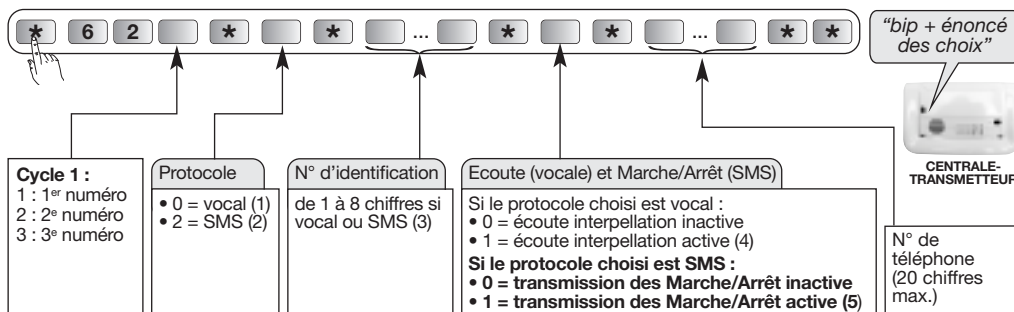 * 6 2 * * ... * * ... * *
"bip + énoncé
des choix"
CENTRALE-
TRANSMETTEUR
Cycle 1 :
1 : 1er numéro
2 : 2e numéro
3 : 3e numéro
Protocole
• 0 = vocal (1)
• 2 = SMS (2)
N° d'identification
de 1 à 8 chiffres si
vocal ou SMS (3)
Ecoute (vocale) et Marche/Arrêt (SMS)
Si le protocole choisi est vocal :
• 0 = écoute interpellation inactive
• 1 = écoute interpellation active (4)
Si le protocole choisi est SMS :
• 0 = transmission des Marche/Arrêt inactive
• 1 = transmission des Marche/Arrêt active (5)
N° de
téléphone
(20 chiffres
max.)